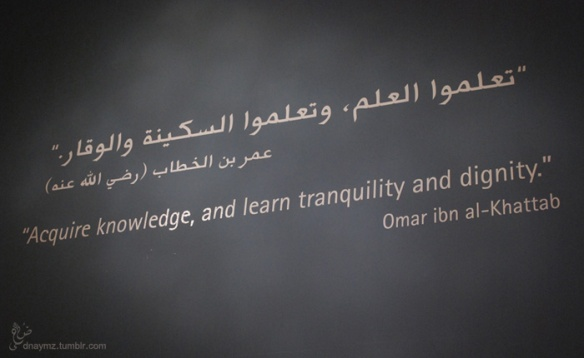 "تعلموا العلم، وتعلموا السكينة والوقار."
عمر بن الخطاب (رضي الله عنه)
"Acquire knowledge, and learn tranquility and dignity."
Omar ibn al-Khattab
dnaymz.tumblr.com